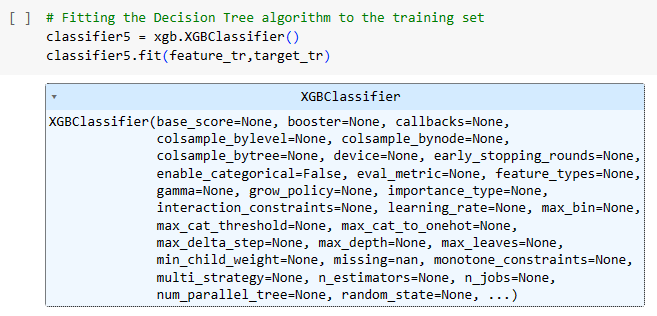 [ ] # Fitting the Decision Tree algorithm to the training set
classifier5 = xgb.XGBClassifier()
classifier5.fit(feature_tr,target_tr)
XGBClassifier
XGBClassifier(base_score=None, booster=None, callbacks=None,
colsample_bylevel=None, colsample_bynode=None,
colsample_bytree=None, device=None, early_stopping_rounds=None,
enable_categorical=False, eval_metric=None, feature_types=None,
gamma=None, grow_policy=None, importance_type=None,
interaction_constraints=None, learning_rate=None, max_bin=None,
max_cat_threshold=None, max_cat_to_onehot=None,
max_delta_step=None, max_depth=None, max_leaves=None,
min_child_weight=None, missing=nan, monotone_constraints=None,
multi_strategy=None, n_estimators=None, n_jobs=None,
num_parallel_tree=None, random_state=None, ...)